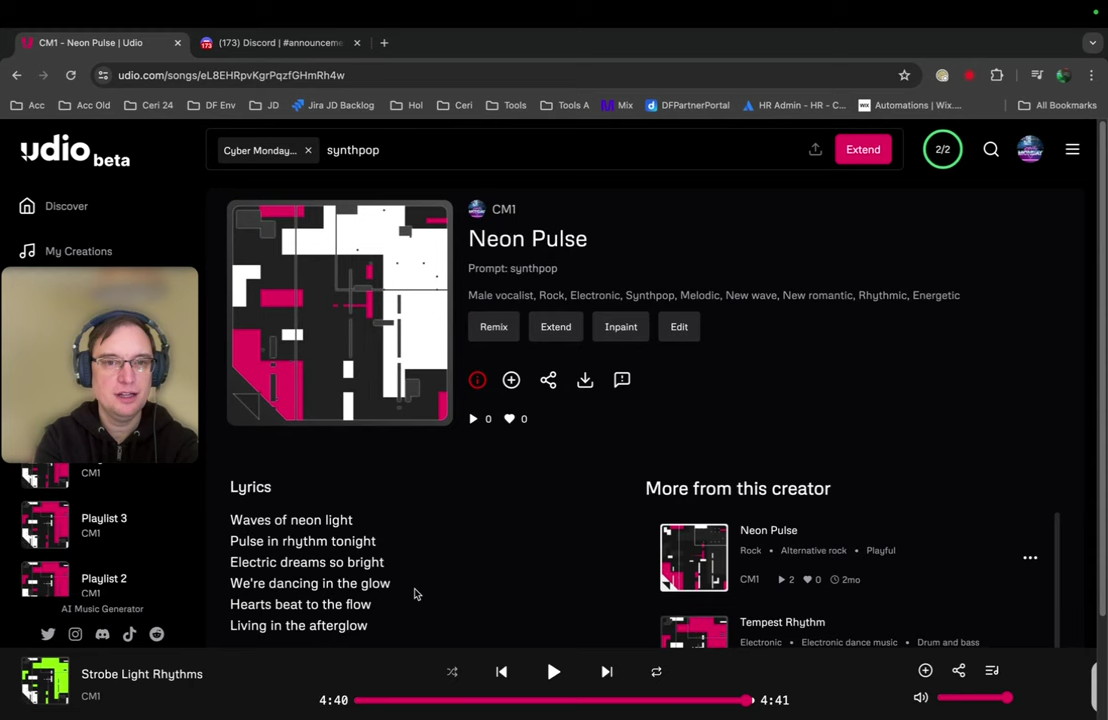 CM1 - Neon Pulse | Udio
(173) Discord | #announceme
udio.com/songs/eL8EHRpvKgrPqzfGHmRh4w
Acc
Acc Old
Ceri 24
DF Env
JD
Jira JD Backlog
Hol
Ceri
Tools
Tools A
Mix
DFPartnerPortal
HR Admin - HR - C...
Automations | Wix....
All Bookmarks
udio beta
Cyber Monday...
synthpop
Extend
2/2
Discover
My Creations
CM1
Neon Pulse
Prompt: synthpop
Male vocalist, Rock, Electronic, Synthpop, Melodic, New wave, New romantic, Rhythmic, Energetic
Remix
Extend
Inpaint
Edit
0
0
CM1
Playlist 3
CM1
Playlist 2
CM1
AI Music Generator
Lyrics
Waves of neon light
Pulse in rhythm tonight
Electric dreams so bright
We're dancing in the glow
Hearts beat to the flow
Living in the afterglow
More from this creator
Neon Pulse
Rock • Alternative rock • Playful
CM1 2 0 2mo
Tempest Rhythm
Electronic • Electronic dance music • Drum and bass
Strobe Light Rhythms
CM1
4:40
4:41